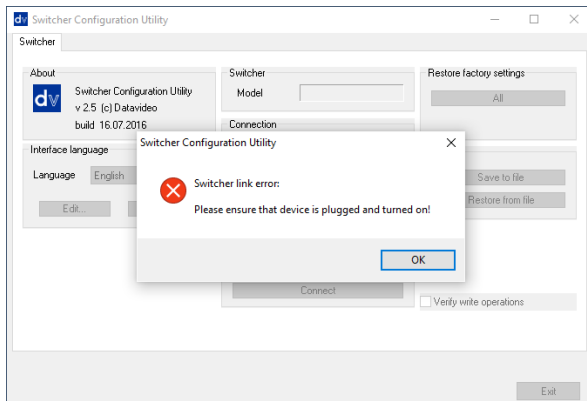 dv Switcher Configuration Utility
Switcher
About
dv
Switcher Configuration Utility
v 2.5 (c) Datavideo
build 16.07.2016
Switcher
Model
Restore factory settings
All
Connection
Interface language
Language English
Edit...
Switcher Configuration Utility
Switcher link error:
Please ensure that device is plugged and turned on!
OK
Save to file
Restore from file
Connect
Verify write operations
Exit